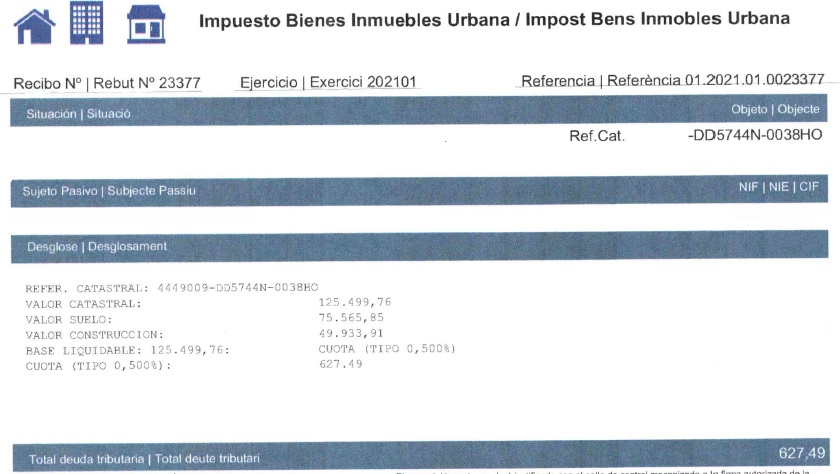 Impuesto Bienes Inmuebles Urbana / Impost Bens Inmobles Urbana
Recibo Nº | Rebut Nº 23377 Ejercicio | Exercici 202101 Referencia | Referència 01.2021.01.0023377
Situación | Situació Objeto | Objecte
Ref.Cat. -DD5744N-0038HO
Sujeto Pasivo | Subjecte Passiu NIF | NIE | CIF
Desglose | Desglosament
REFER. CATASTRAL: 4449009-DD5744N-0038HO
VALOR CATASTRAL: 125.499,76
VALOR SUELO: 75.565,85
VALOR CONSTRUCCION: 49.933,91
BASE LIQUIDABLE: 125.499,76: CUOTA (TIPO 0,500%)
CUOTA (TIPO 0,500%): 627.49
Total deuda tributaria | Total deute tributari 627,49